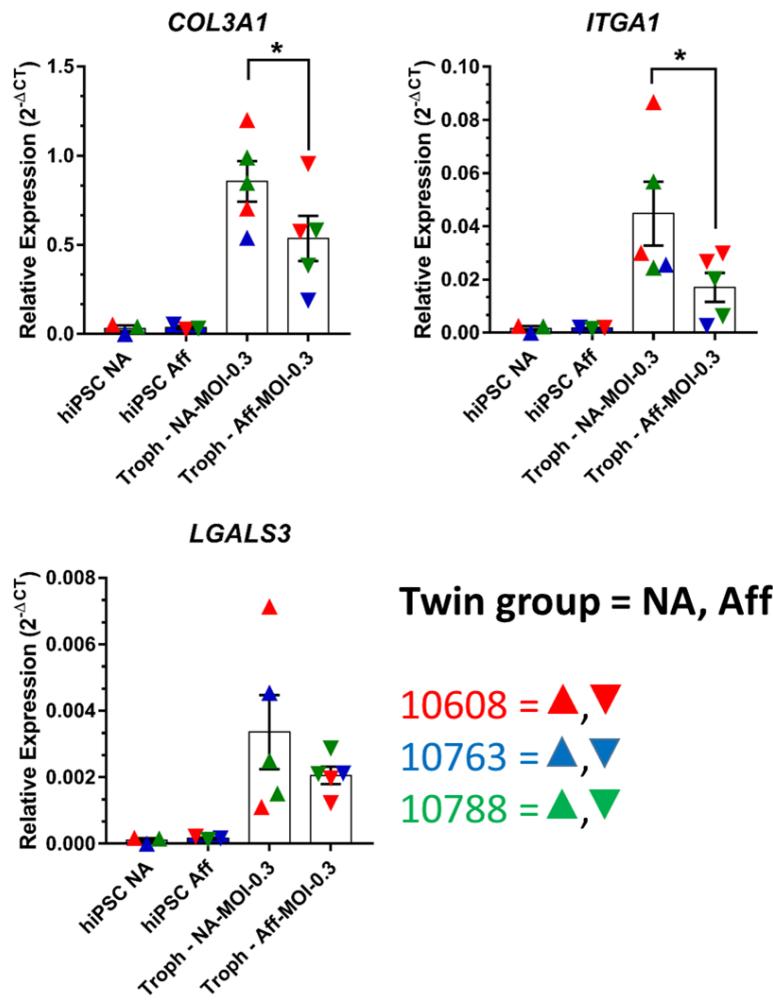 COL3A1
*
Relative Expression (2^-ΔCT)
1.5
1.0
0.5
0.0
hiPSC NA
hiPSC Aff
Troph - NA-MOI-0.3
Troph - Aff-MOI-0.3
ITGA1
*
Relative Expression (2^-ΔCT)
0.10
0.08
0.06
0.04
0.02
0.00
hiPSC NA
hiPSC Aff
Troph - NA-MOI-0.3
Troph - Aff-MOI-0.3
LGALS3
Relative Expression (2^-ΔCT)
0.008
0.006
0.004
0.002
0.000
hiPSC NA
hiPSC Aff
Troph - NA-MOI-0.3
Troph - Aff-MOI-0.3
Twin group = NA, Aff
10608 = ▲,▼
10763 = ▲,▼
10788 = ▲,▼